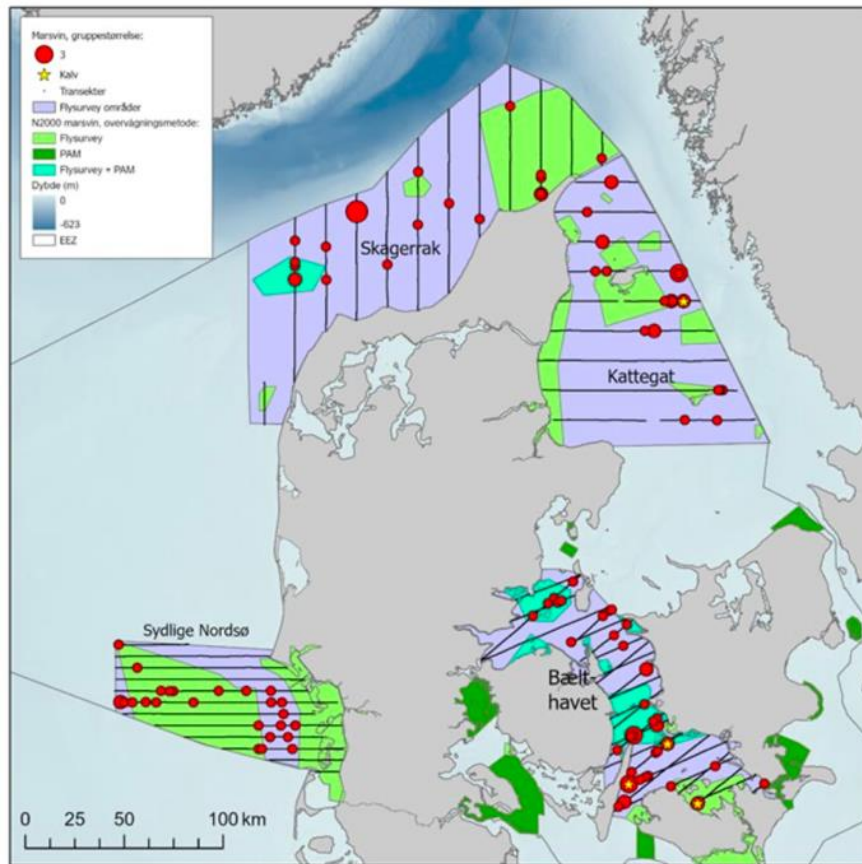 Marsvin, gruppestørrelse:
3
Kalv
Transekter
Flysurvey områder
N2000 marsvin, overvågningsmetode:
Flysurvey
PAM
Flysurvey + PAM
Dybde (m)
0
-623
EEZ
Skagerrak
Kattegat
Sydlige Nordsø
Bælt-
havet
0 25 50 100 km